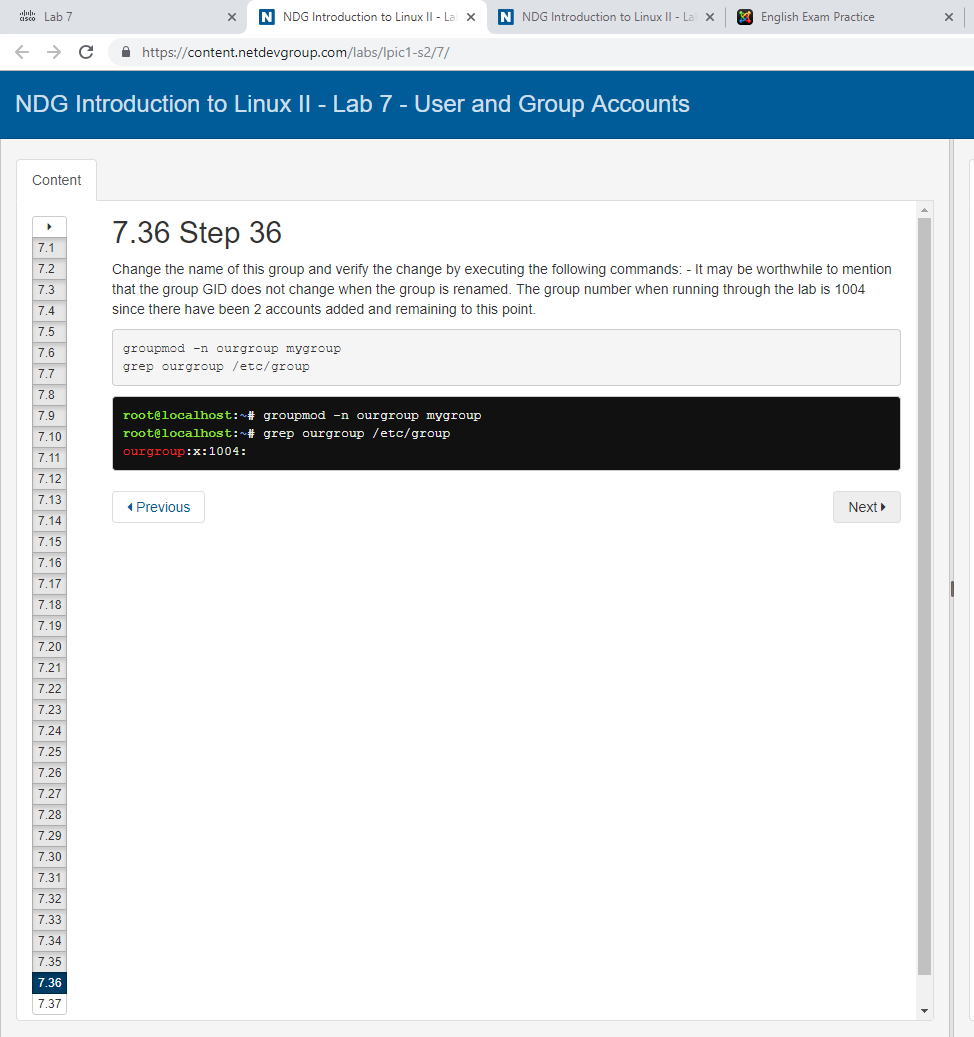 Lab 7
NDG Introduction to Linux II - La
NDG Introduction to Linux II - La
English Exam Practice
https://content.netdevgroup.com/labs/lpic1-s2/7/
NDG Introduction to Linux II - Lab 7 - User and Group Accounts
Content
7.1
7.2
7.3
7.4
7.5
7.6
7.7
7.8
7.9
7.10
7.11
7.12
7.13
7.14
7.15
7.16
7.17
7.18
7.19
7.20
7.21
7.22
7.23
7.24
7.25
7.26
7.27
7.28
7.29
7.30
7.31
7.32
7.33
7.34
7.35
7.36
7.37
7.36 Step 36
Change the name of this group and verify the change by executing the following commands: - It may be worthwhile to mention
that the group GID does not change when the group is renamed. The group number when running through the lab is 1004
since there have been 2 accounts added and remaining to this point.
groupmod -n ourgroup mygroup
grep ourgroup /etc/group
root@localhost:~# groupmod -n ourgroup mygroup
root@localhost:~# grep ourgroup /etc/group
ourgroup:x:1004:
Previous
Next